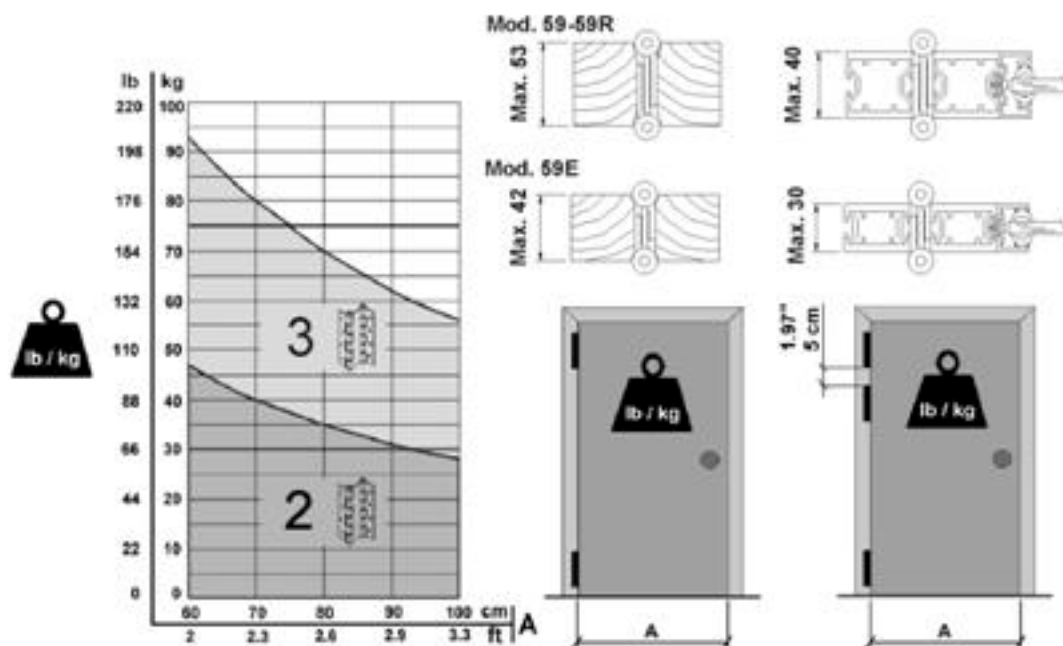 Mod. 59-59R
Max. 53
Max. 40
Mod. 59E
Max. 42
Max. 30
lb kg
220 100
198 90
176 80
154 70
132 60
110 50
88 40
66 30
44 20
22 10
0 0
3
2
60 70 80 90 100 cm
2 2.3 2.6 2.9 3.3 ft
A
lb / kg
lb / kg
A
1.97"
5 cm
lb / kg
A